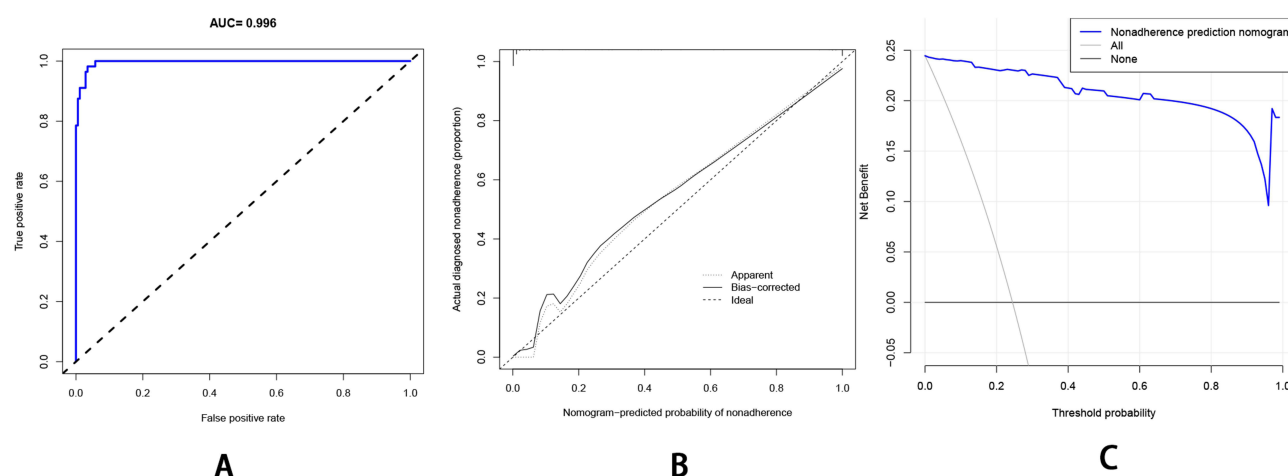 AUC= 0.996
True positive rate
0.0 0.2 0.4 0.6 0.8 1.0
0.0 0.2 0.4 0.6 0.8 1.0
False positive rate
A
Actual diagnosed nonadherence (proportion)
0.0 0.2 0.4 0.6 0.8 1.0
Apparent
Bias−corrected
Ideal
0.0 0.2 0.4 0.6 0.8 1.0
Nomogram−predicted probability of nonadherence
B
Nonadherence prediction nomogram
All
None
Net Benefit
−0.05 0.00 0.05 0.10 0.15 0.20 0.25
0.0 0.2 0.4 0.6 0.8
Threshold probability
C